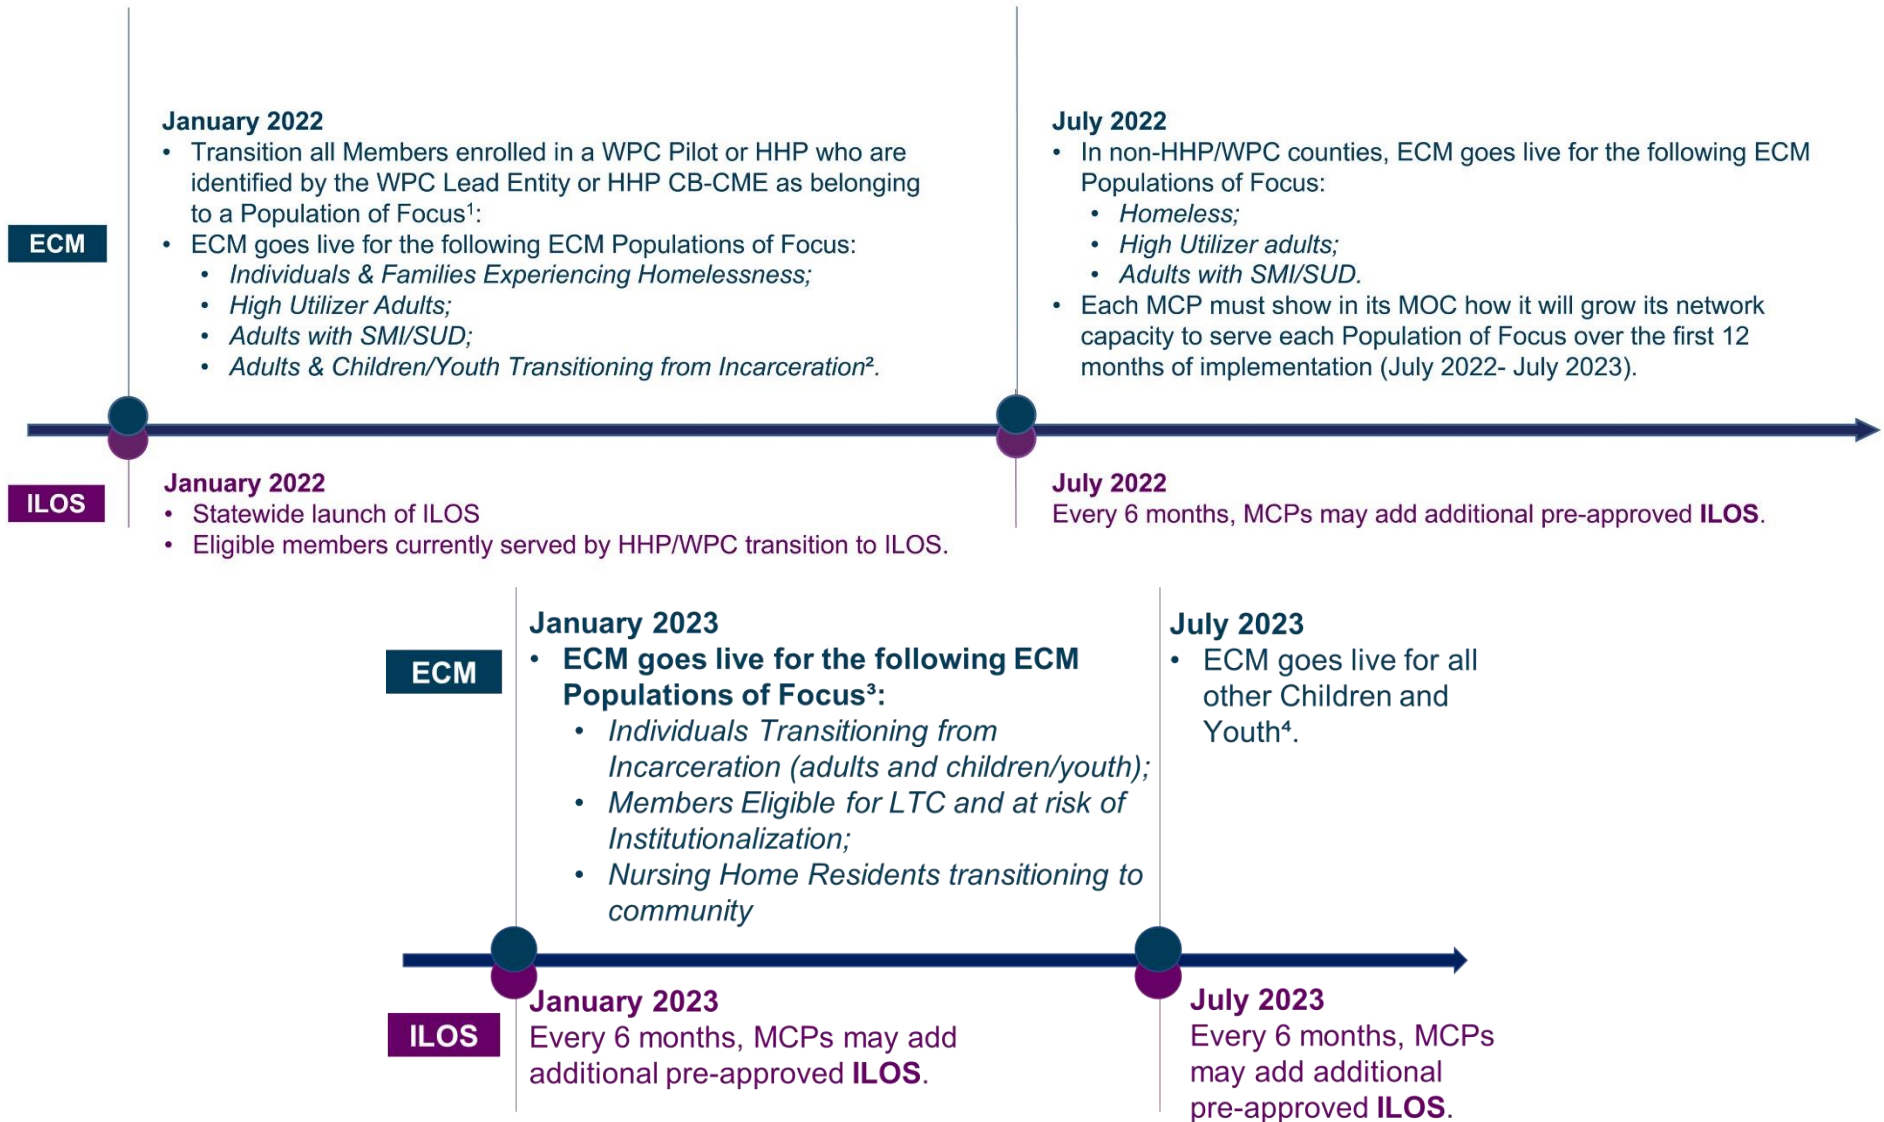 January 2022
• Transition all Members enrolled in a WPC Pilot or HHP who are
identified by the WPC Lead Entity or HHP CB-CME as belonging
to a Population of Focus¹:
ECM
• ECM goes live for the following ECM Populations of Focus:
• Individuals & Families Experiencing Homelessness;
• High Utilizer Adults;
• Adults with SMI/SUD;
• Adults & Children/Youth Transitioning from Incarceration².
July 2022
• In non-HHP/WPC counties, ECM goes live for the following ECM
Populations of Focus:
• Homeless;
• High Utilizer adults;
• Adults with SMI/SUD.
• Each MCP must show in its MOC how it will grow its network
capacity to serve each Population of Focus over the first 12
months of implementation (July 2022- July 2023).
ILOS
January 2022
• Statewide launch of ILOS
• Eligible members currently served by HHP/WPC transition to ILOS.
July 2022
Every 6 months, MCPs may add additional pre-approved ILOS.
ECM
January 2023
• ECM goes live for the following ECM
Populations of Focus³:
• Individuals Transitioning from
Incarceration (adults and children/youth);
• Members Eligible for LTC and at risk of
Institutionalization;
• Nursing Home Residents transitioning to
community
July 2023
• ECM goes live for all
other Children and
Youth⁴.
ILOS
January 2023
Every 6 months, MCPs may add
additional pre-approved ILOS.
July 2023
Every 6 months, MCPs
may add additional
pre-approved ILOS.